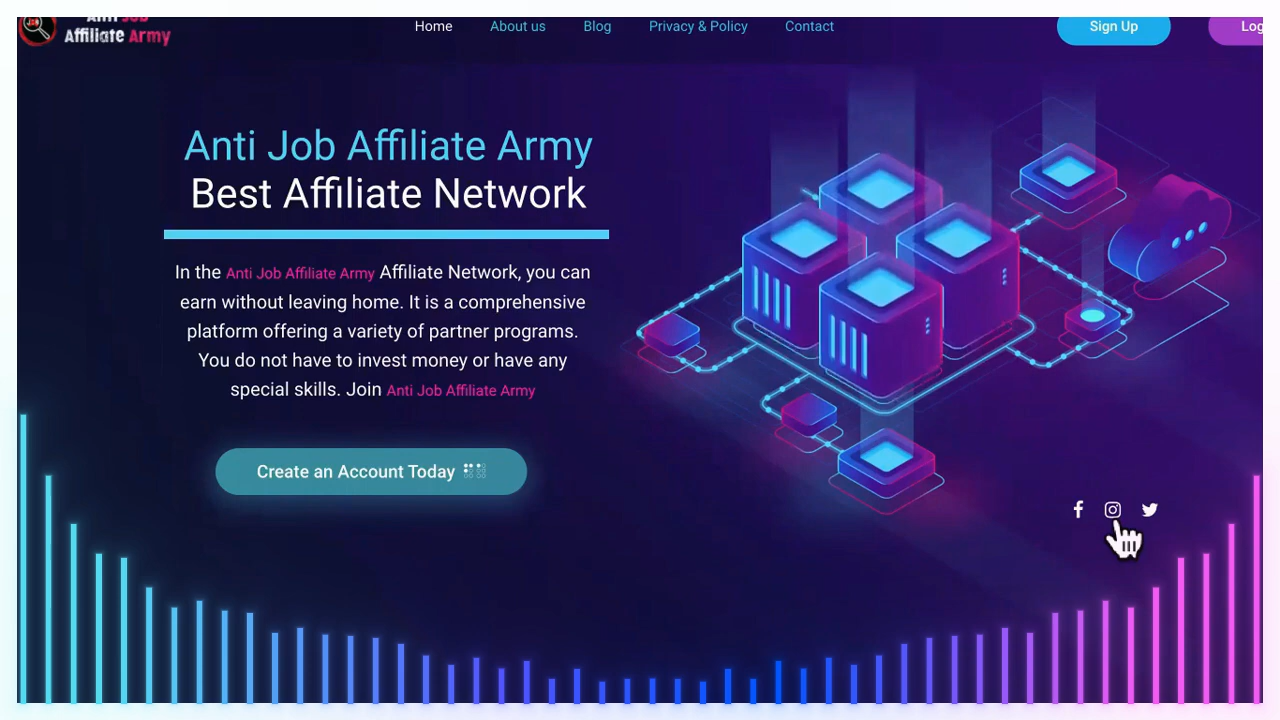 Anti Job
Affiliate Army
Home About us Blog Privacy & Policy Contact
Sign Up
Anti Job Affiliate Army
Best Affiliate Network
In the Anti Job Affiliate Army Affiliate Network, you can
earn without leaving home. It is a comprehensive
platform offering a variety of partner programs.
You do not have to invest money or have any
special skills. Join Anti Job Affiliate Army
Create an Account Today